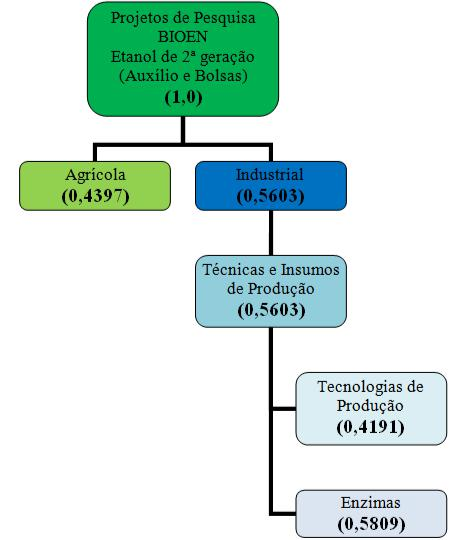 Projetos de Pesquisa
BIOEN
Etanol de 2ª geração
(Auxílio e Bolsas)
(1,0)
Agrícola
(0,4397)
Industrial
(0,5603)
Técnicas e Insumos
de Produção
(0,5603)
Tecnologias de
Produção
(0,4191)
Enzimas
(0,5809)